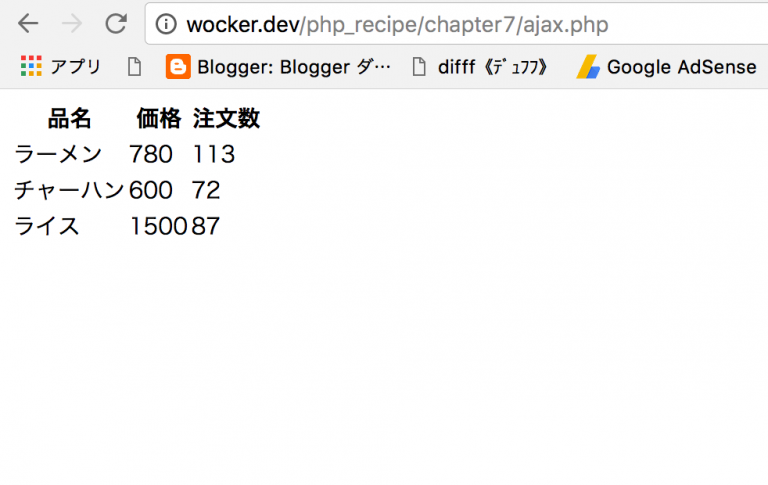 wocker.dev/php_recipe/chapter7/ajax.php
アプリ Blogger: Blogger ダ… difff《ﾃﾞｭﾌﾌ》 Google AdSense
品名 価格 注文数
ラーメン 780 113
チャーハン 600 72
ライス 1500 87